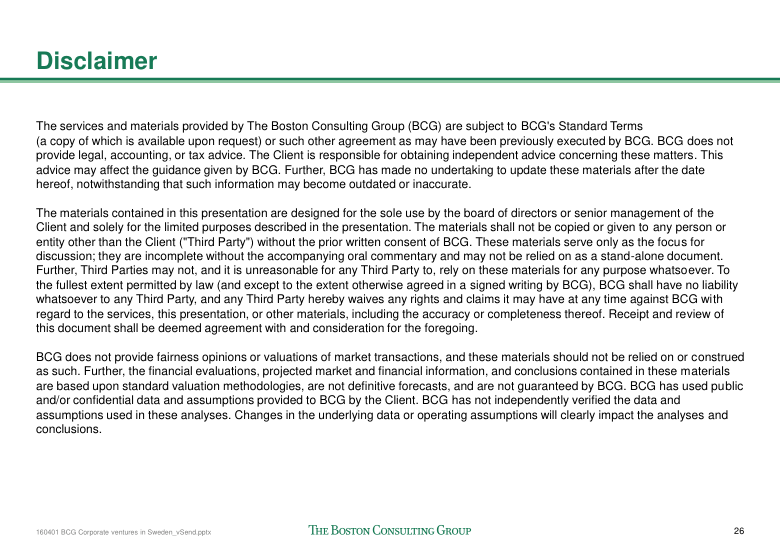 Disclaimer
The services and materials provided by The Boston Consulting Group (BCG) are subject to BCG's Standard Terms
(a copy of which is available upon request) or such other agreement as may have been previously executed by BCG. BCG does not
provide legal, accounting, or tax advice. The Client is responsible for obtaining independent advice concerning these matters. This
advice may affect the guidance given by BCG. Further, BCG has made no undertaking to update these materials after the date
hereof, notwithstanding that such information may become outdated or inaccurate.
The materials contained in this presentation are designed for the sole use by the board of directors or senior management of the
Client and solely for the limited purposes described in the presentation. The materials shall not be copied or given to any person or
entity other than the Client ("Third Party") without the prior written consent of BCG. These materials serve only as the focus for
discussion; they are incomplete without the accompanying oral commentary and may not be relied on as a stand-alone document.
Further, Third Parties may not, and it is unreasonable for any Third Party to, rely on these materials for any purpose whatsoever. To
the fullest extent permitted by law (and except to the extent otherwise agreed in a signed writing by BCG), BCG shall have no liability
whatsoever to any Third Party, and any Third Party hereby waives any rights and claims it may have at any time against BCG with
regard to the services, this presentation, or other materials, including the accuracy or completeness thereof. Receipt and review of
this document shall be deemed agreement with and consideration for the foregoing.
BCG does not provide fairness opinions or valuations of market transactions, and these materials should not be relied on or construed
as such. Further, the financial evaluations, projected market and financial information, and conclusions contained in these materials
are based upon standard valuation methodologies, are not definitive forecasts, and are not guaranteed by BCG. BCG has used public
and/or confidential data and assumptions provided to BCG by the Client. BCG has not independently verified the data and
assumptions used in these analyses. Changes in the underlying data or operating assumptions will clearly impact the analyses and
conclusions.
160401 BCG Corporate ventures in Sweden_vSend.pptx
The Boston Consulting Group
26